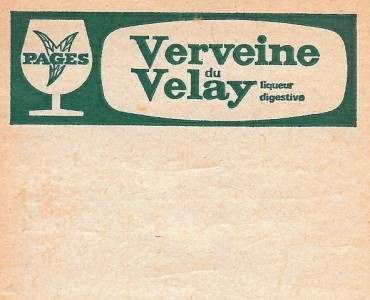 PAGES
Verveine
du
Velay
liqueur
digestive